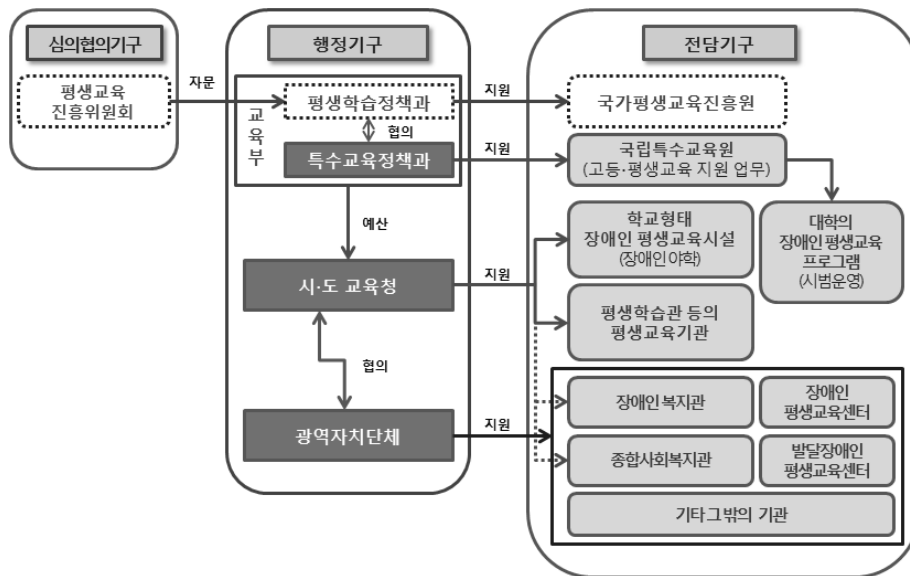 심의협의기구
행정기구
전담기구
평생교육
진흥위원회
자문
교
육
부
평생학습정책과
협의
특수교육정책과
지원
국가평생교육진흥원
지원
국립특수교육원
(고등·평생교육 지원 업무)
예산
학교형태
장애인 평생교육시설
(장애인야학)
대학의
장애인 평생교육
프로그램
(시범운영)
시·도 교육청
지원
평생학습관 등의
평생교육기관
협의
장애인 복지관
장애인
평생교육센터
광역자치단체
지원
종합사회복지관
발달장애인
평생교육센터
기타 그 밖의 기관